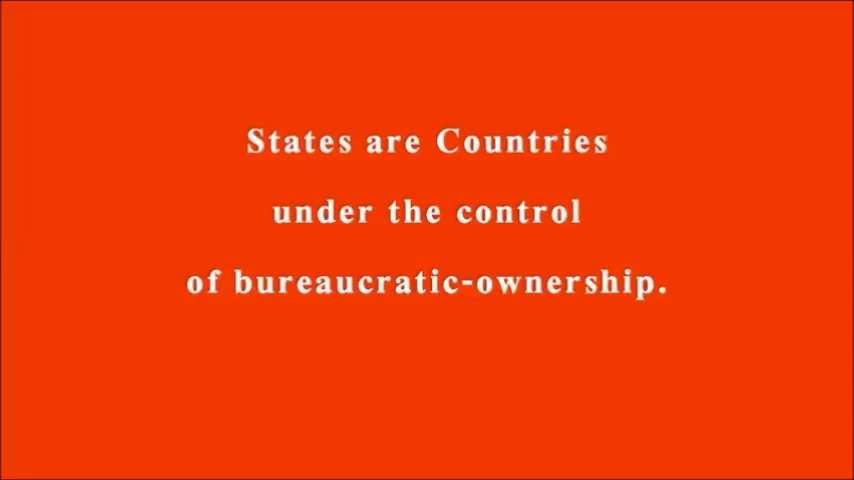 States are Countries
under the control
of bureaucratic-ownership.